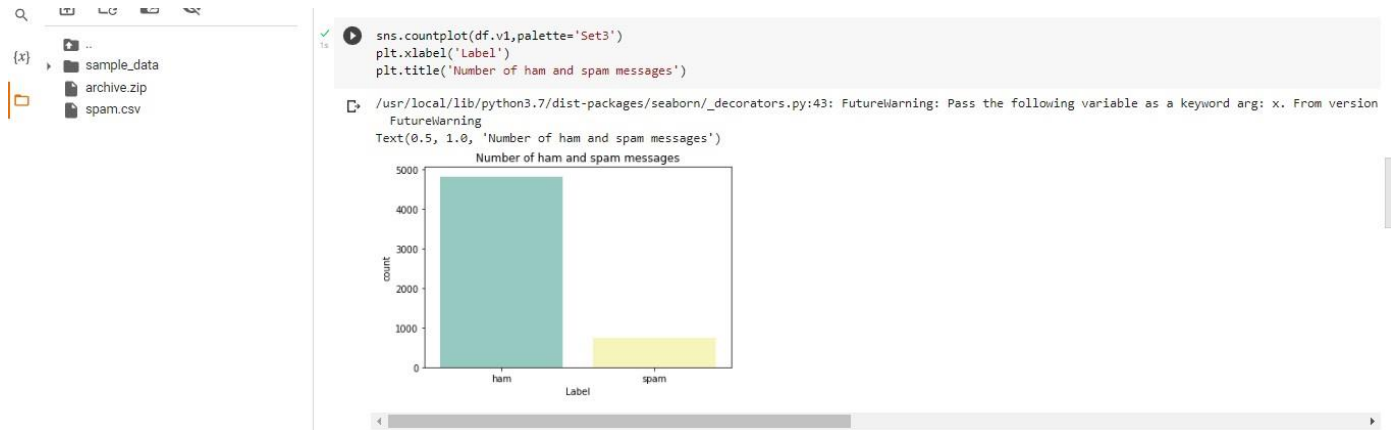 {x}
..
sample_data
archive.zip
spam.csv
1s
sns.countplot(df.v1,palette='Set3')
plt.xlabel('Label')
plt.title('Number of ham and spam messages')
/usr/local/lib/python3.7/dist-packages/seaborn/_decorators.py:43: FutureWarning: Pass the following variable as a keyword arg: x. From version
FutureWarning
Text(0.5, 1.0, 'Number of ham and spam messages')
Number of ham and spam messages
5000
4000
3000
2000
1000
0
count
ham spam
Label